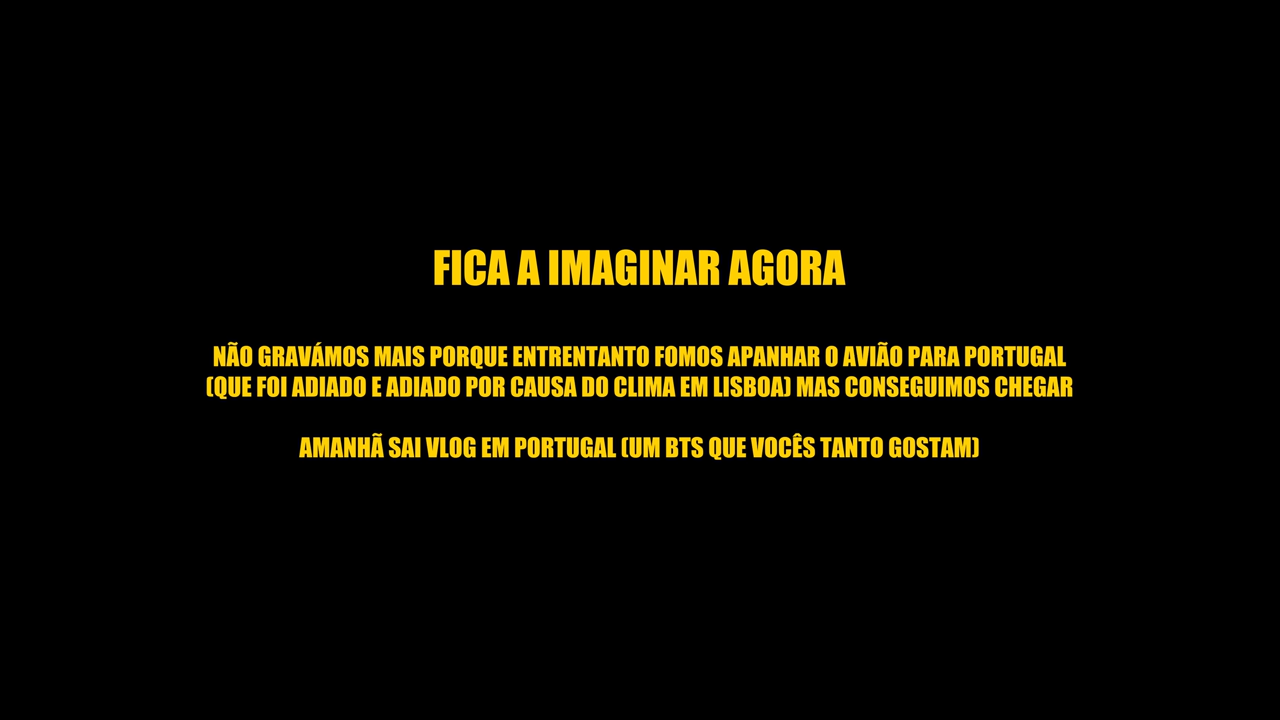 FICA A IMAGINAR AGORA
NÃO GRAVÁMOS MAIS PORQUE ENTRENTANTO FOMOS APANHAR O AVIÃO PARA PORTUGAL
(QUE FOI ADIADO E ADIADO POR CAUSA DO CLIMA EM LISBOA) MAS CONSEGUIMOS CHEGAR
AMANHÃ SAI VLOG EM PORTUGAL (UM BTS QUE VOCÊS TANTO GOSTAM)